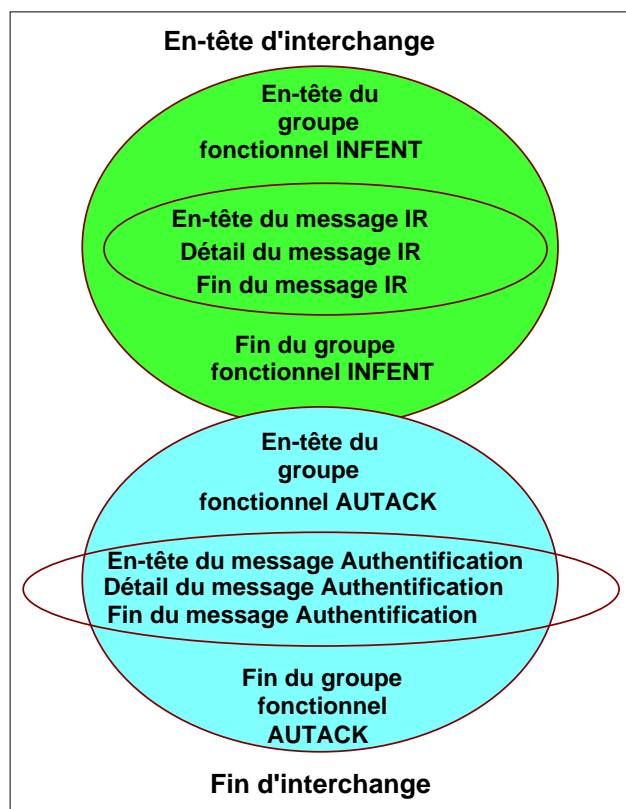 En-tête d'interchange
En-tête du
groupe
fonctionnel INFENT
En-tête du message IR
Détail du message IR
Fin du message IR
Fin du groupe
fonctionnel INFENT
En-tête du
groupe
fonctionnel AUTACK
En-tête du message Authentification
Détail du message Authentification
Fin du message Authentification
Fin du groupe
fonctionnel
AUTACK
Fin d'interchange